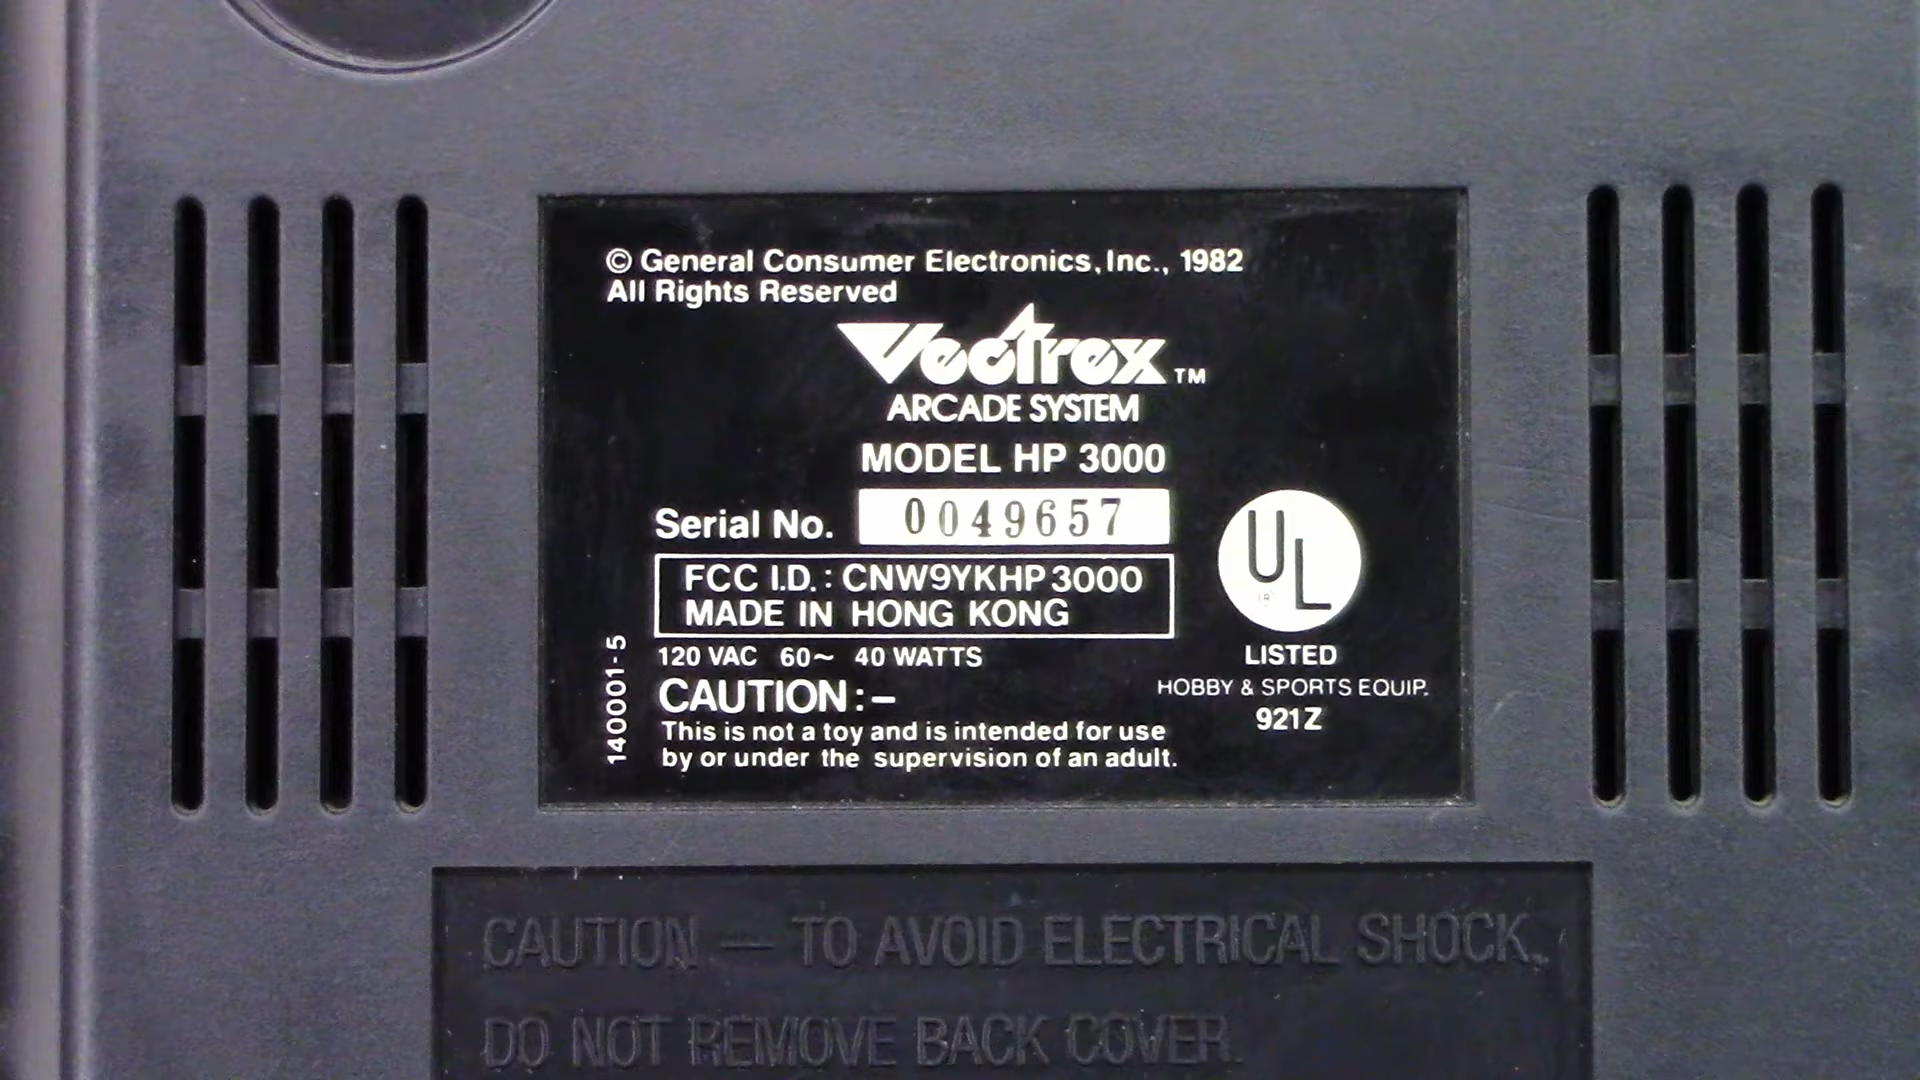 © General Consumer Electronics, Inc., 1982
All Rights Reserved
Vectrex™
ARCADE SYSTEM
MODEL HP 3000
Serial No. 0049657
FCC I.D.: CNW9YKHP3000
MADE IN HONG KONG
120 VAC 60~ 40 WATTS
CAUTION:–
This is not a toy and is intended for use
by or under the supervision of an adult.
140001-5
UL
®
LISTED
HOBBY & SPORTS EQUIP.
921Z
CAUTION — TO AVOID ELECTRICAL SHOCK,
DO NOT REMOVE BACK COVER.